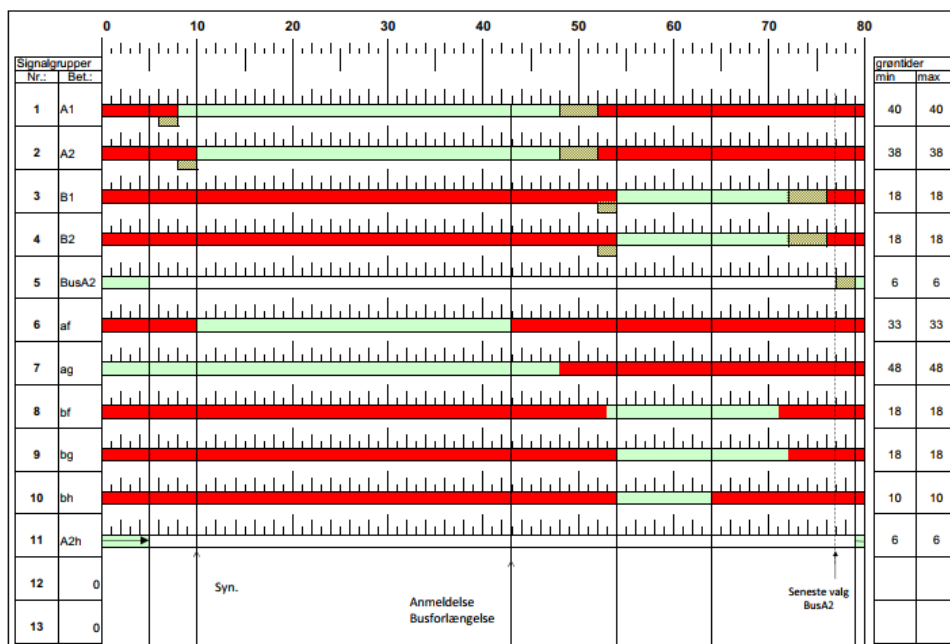 0 10 20 30 40 50 60 70 80
Signalgrupper grøntider
Nr.: Bet.: min max
1 A1 40 40
2 A2 38 38
3 B1 18 18
4 B2 18 18
5 BusA2 6 6
6 af 33 33
7 ag 48 48
8 bf 18 18
9 bg 18 18
10 bh 10 10
11 A2h 6 6
12 0 Syn. Seneste valg
BusA2
Anmeldelse
Busforlængelse
13 0